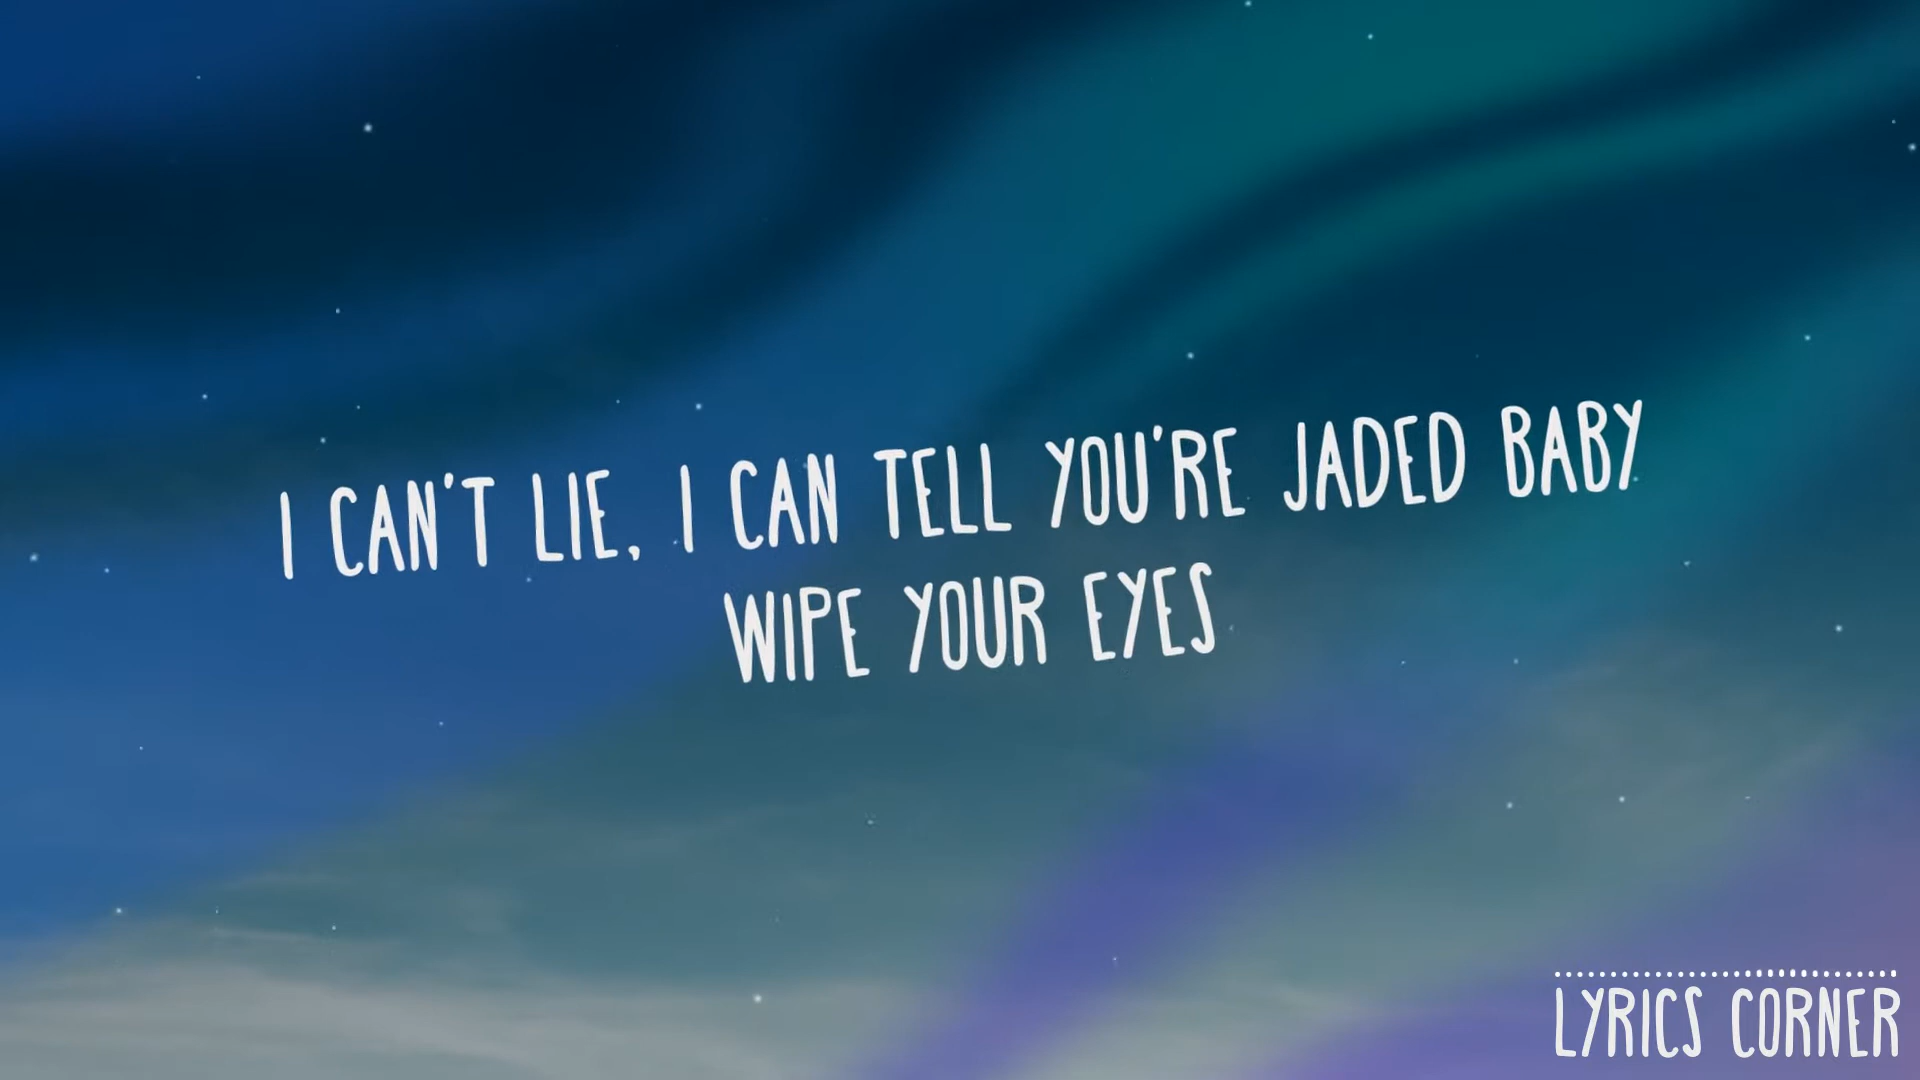 I CAN'T LIE, I CAN TELL YOU'RE JADED BABY
WIPE YOUR EYES
LYRICS CORNER